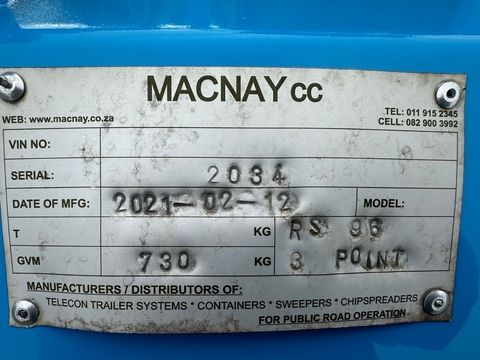 MACNAY CC
WEB: www.macnay.co.za
TEL: 011 915 2345
CELL: 082 900 3992
VIN NO:
SERIAL: 2034
DATE OF MFG: 2021-02-12 MODEL:
T KG RS 96
GVM 730 KG 3 POINT
MANUFACTURERS / DISTRIBUTORS OF:
TELECON TRAILER SYSTEMS * CONTAINERS * SWEEPERS * CHIPSPREADERS
FOR PUBLIC ROAD OPERATION